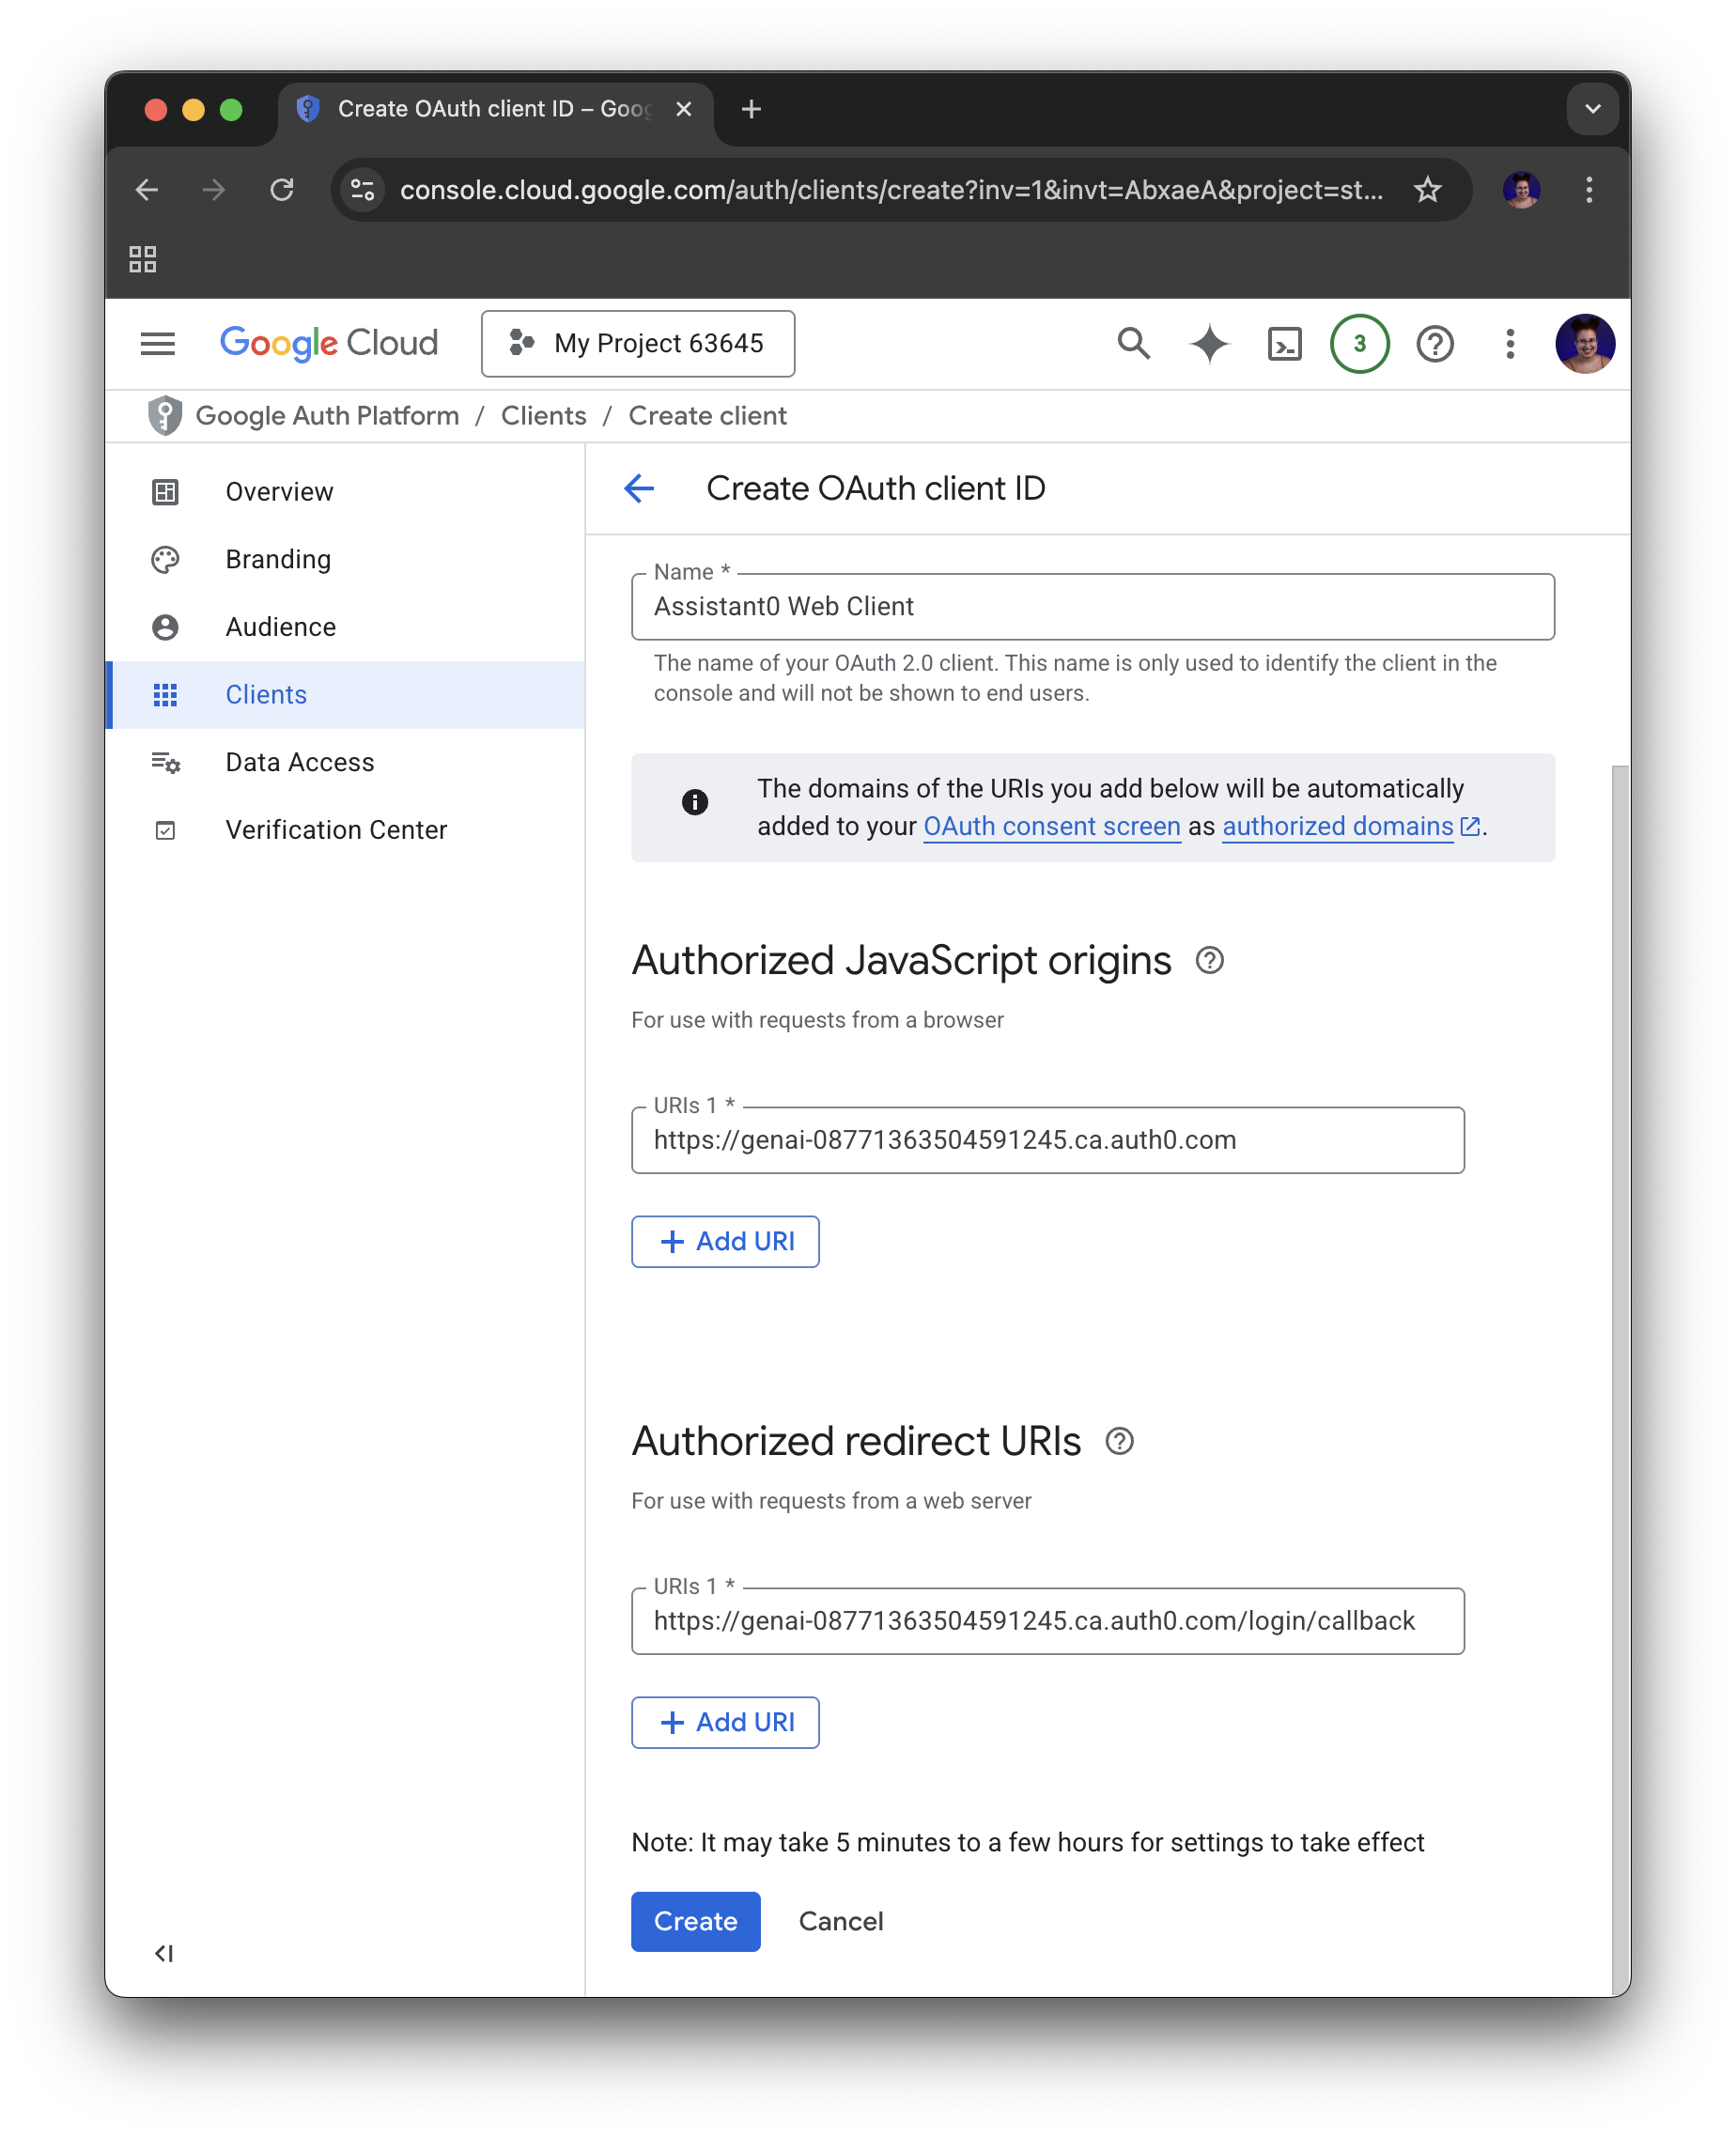 Create OAuth client ID – Goog
console.cloud.google.com/auth/clients/create?inv=1&invt=AbxaeA&project=st...
Google Cloud
My Project 63645
3
Google Auth Platform / Clients / Create client
Overview
Branding
Audience
Clients
Data Access
Verification Center
Create OAuth client ID
Name *
Assistant0 Web Client
The name of your OAuth 2.0 client. This name is only used to identify the client in the
console and will not be shown to end users.
The domains of the URIs you add below will be automatically
added to your OAuth consent screen as authorized domains.
Authorized JavaScript origins
For use with requests from a browser
URIs 1 *
https://genai-08771363504591245.ca.auth0.com
+ Add URI
Authorized redirect URIs
For use with requests from a web server
URIs 1 *
https://genai-08771363504591245.ca.auth0.com/login/callback
+ Add URI
Note: It may take 5 minutes to a few hours for settings to take effect
Create Cancel